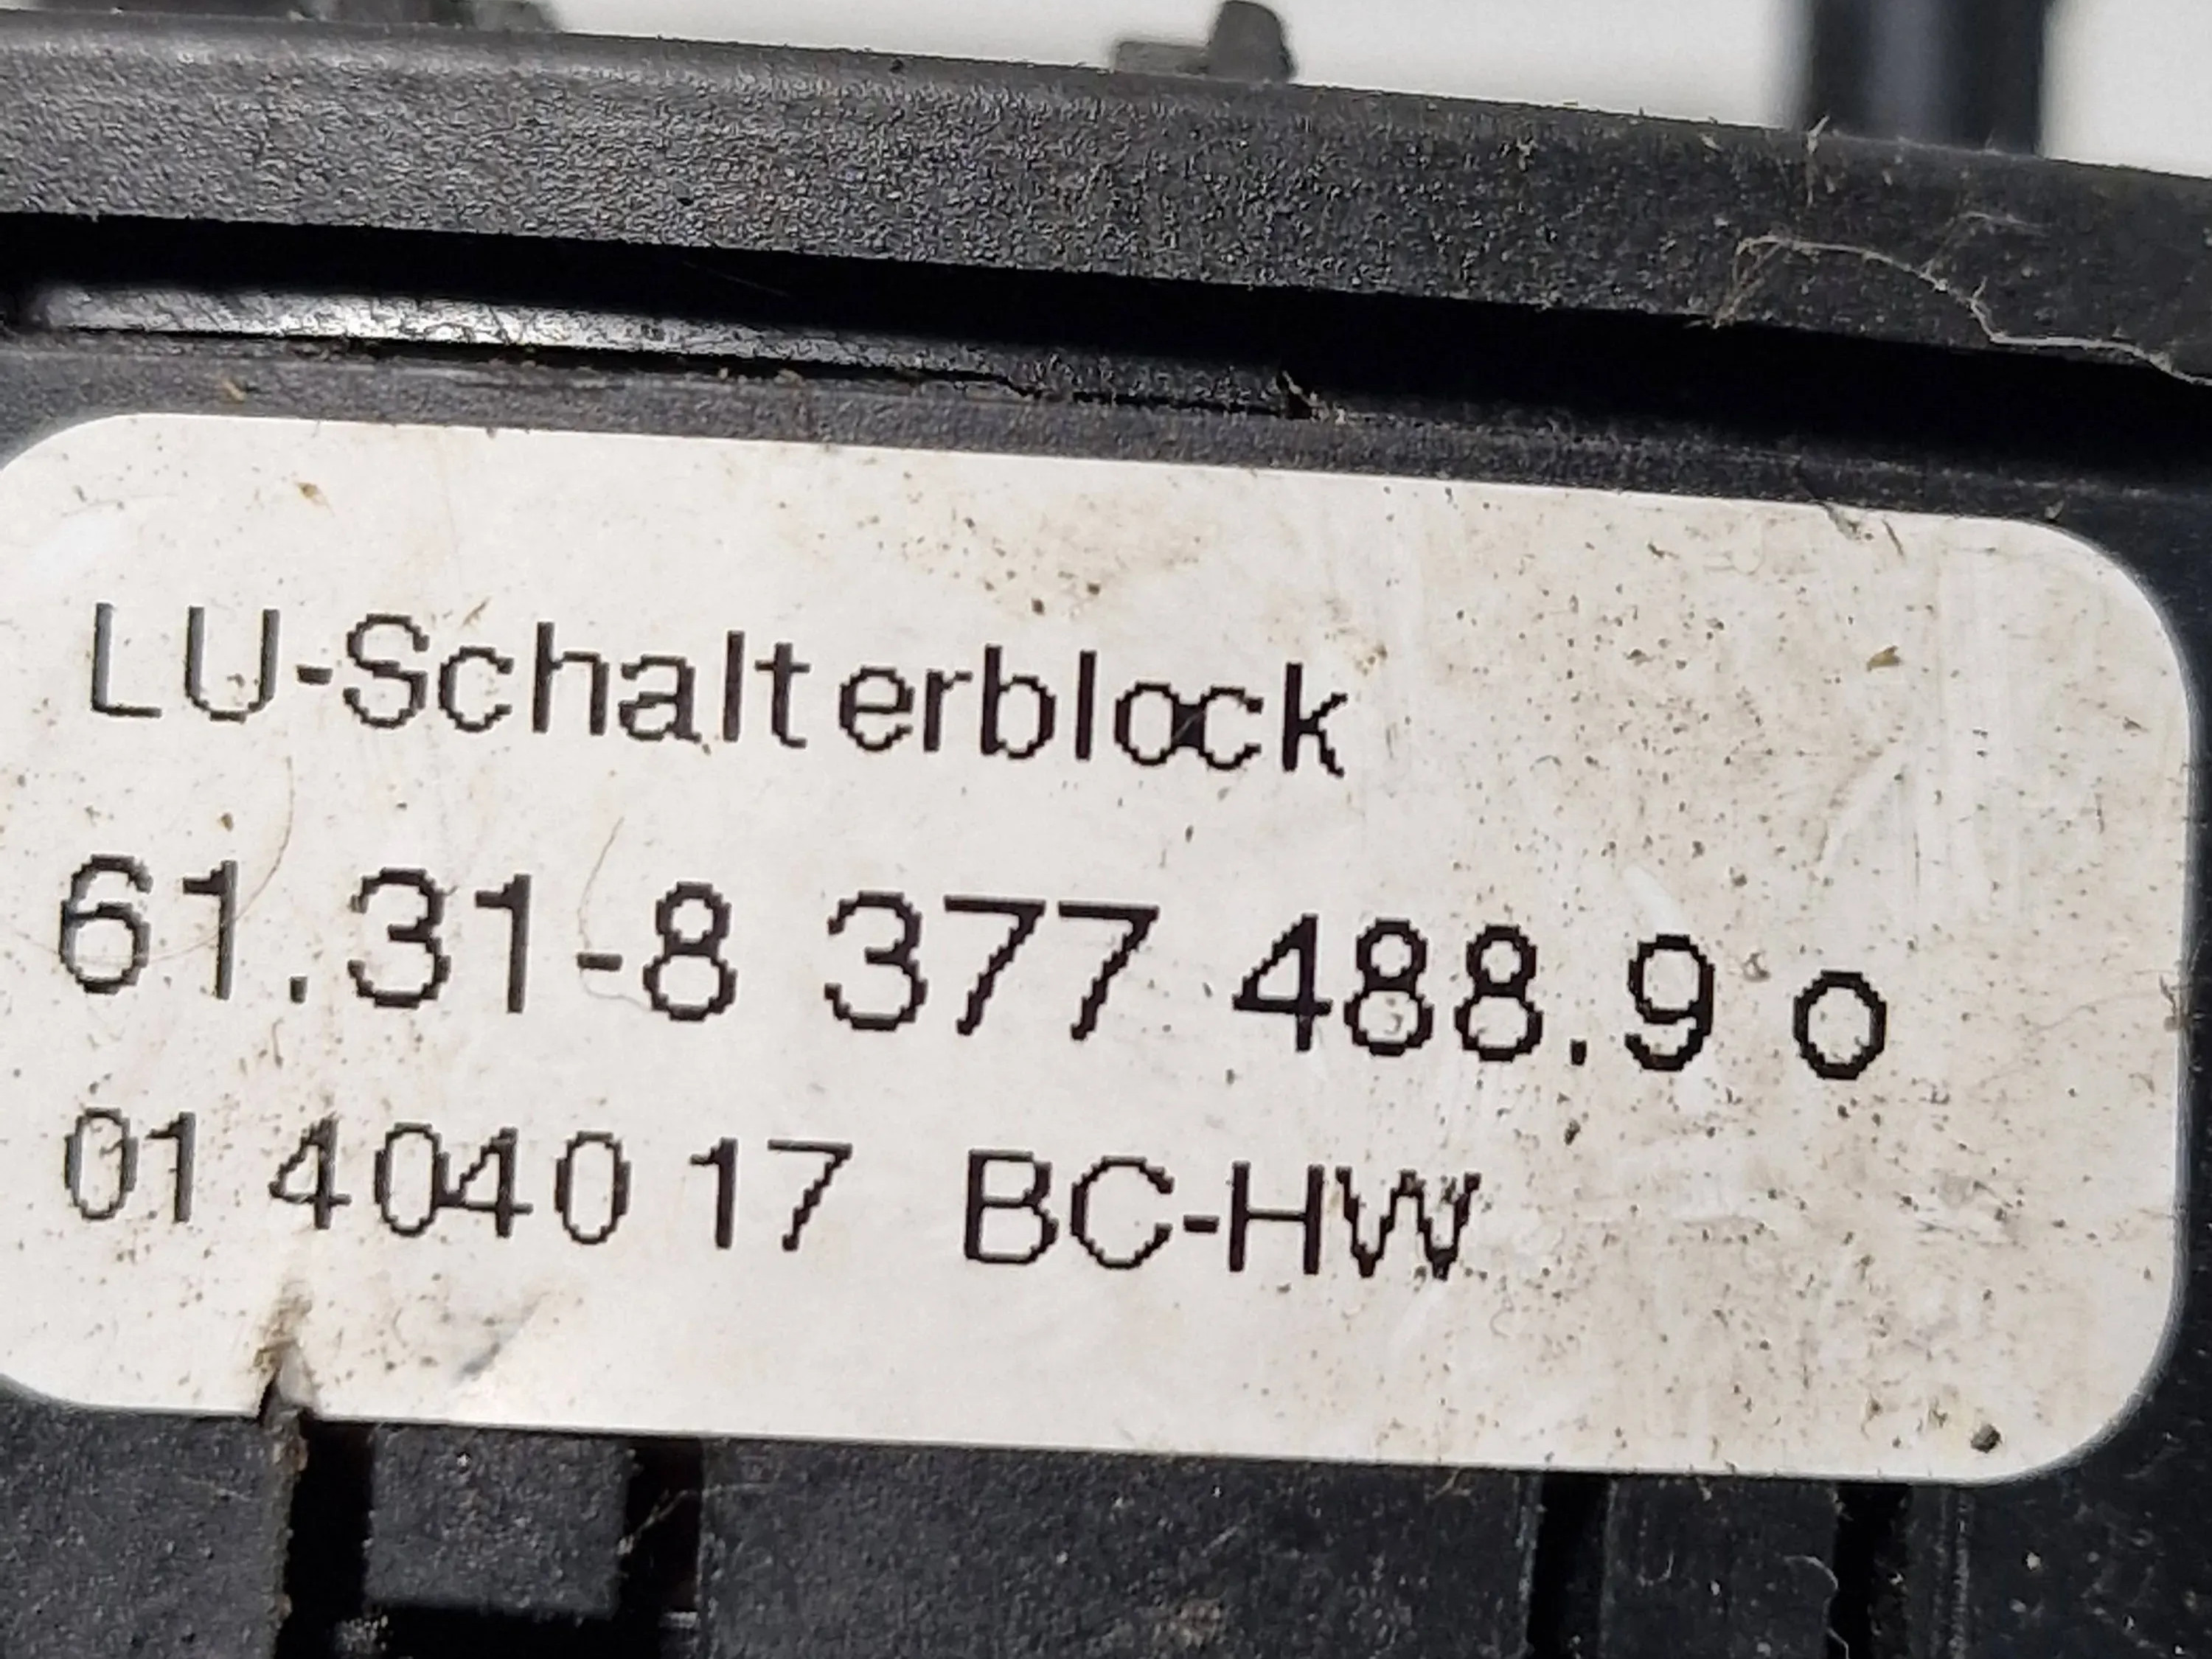 LU-Schalterblock
61.31-8 377 488.9 o
01 4040 17 BC-HW